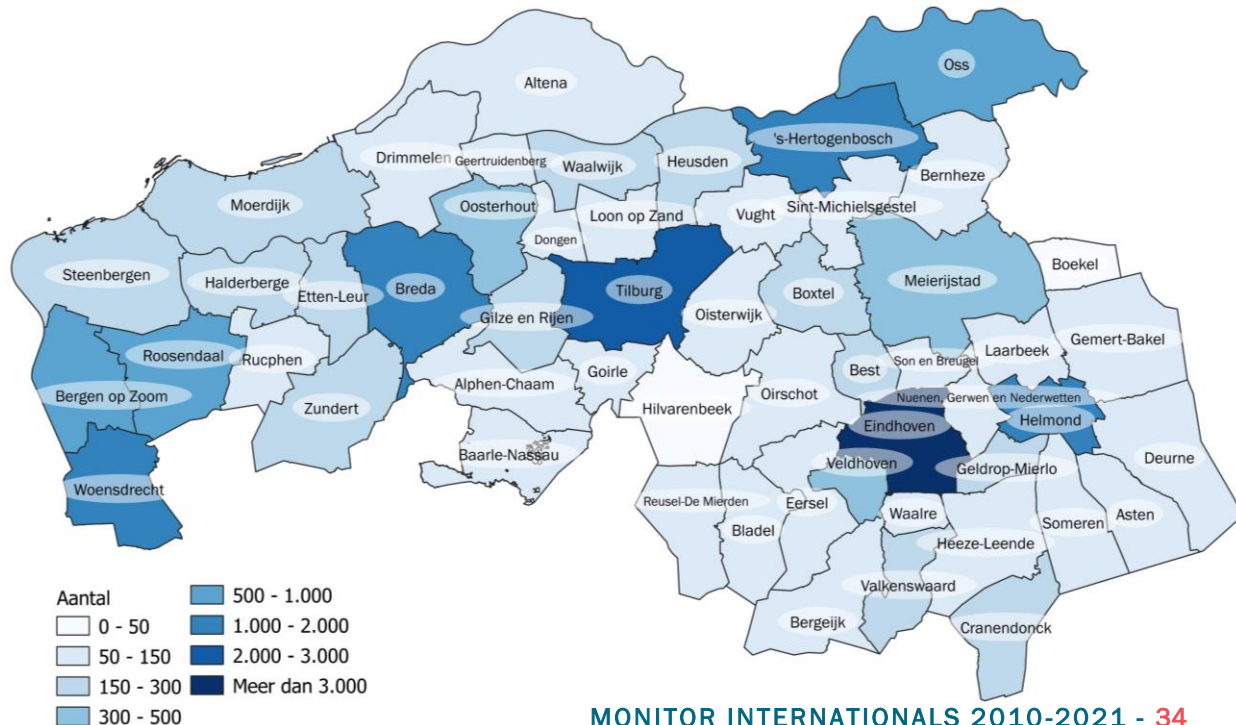 Oss
Altena
's-Hertogenbosch
Drimmelen
Geertruidenberg
Waalwijk
Heusden
Bernheze
Moerdijk
Oosterhout
Loon op Zand
Vught
Sint-Michielsgestel
Dongen
Steenbergen
Halderberge
Etten-Leur
Breda
Tilburg
Meierijstad
Boekel
Gilze en Rijen
Oisterwijk
Boxtel
Roosendaal
Rucphen
Gemert-Bakel
Laarbeek
Son en Breugel
Best
Goirle
Alphen-Chaam
Bergen op Zoom
Zundert
Hilvarenbeek
Oirschot
Nuenen, Gerwen en Nederwetten
Eindhoven
Helmond
Baarle-Nassau
Veldhoven
Geldrop-Mierlo
Deurne
Woensdrecht
Reusel-De Mierden
Eersel
Bladel
Waalre
Someren
Asten
Heeze-Leende
Valkenswaard
Bergeijk
Cranendonck
Aantal
0 - 50
50 - 150
150 - 300
300 - 500
500 - 1.000
1.000 - 2.000
2.000 - 3.000
Meer dan 3.000
MONITOR INTERNATIONALS 2010-2021 - 34